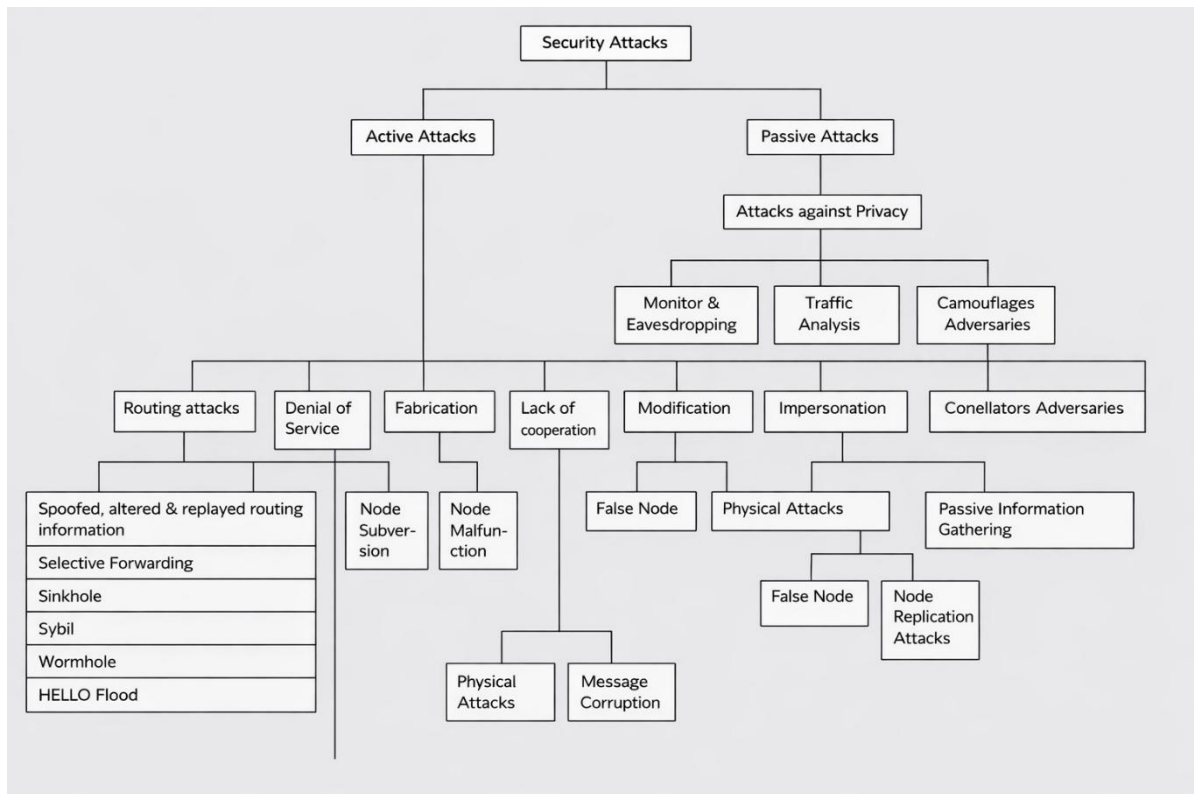 Security Attacks
Active Attacks
Passive Attacks
Attacks against Privacy
Monitor &
Eavesdropping
Traffic
Analysis
Camouflages
Adversaries
Routing attacks
Denial of
Service
Fabrication
Lack of
cooperation
Modification
Impersonation
Conellators Adversaries
Spoofed, altered & replayed routing
information
Selective Forwarding
Sinkhole
Sybil
Wormhole
HELLO Flood
Node
Subver-
sion
Node
Malfun-
ction
False Node
Physical Attacks
Passive Information
Gathering
False Node
Node
Replication
Attacks
Physical
Attacks
Message
Corruption